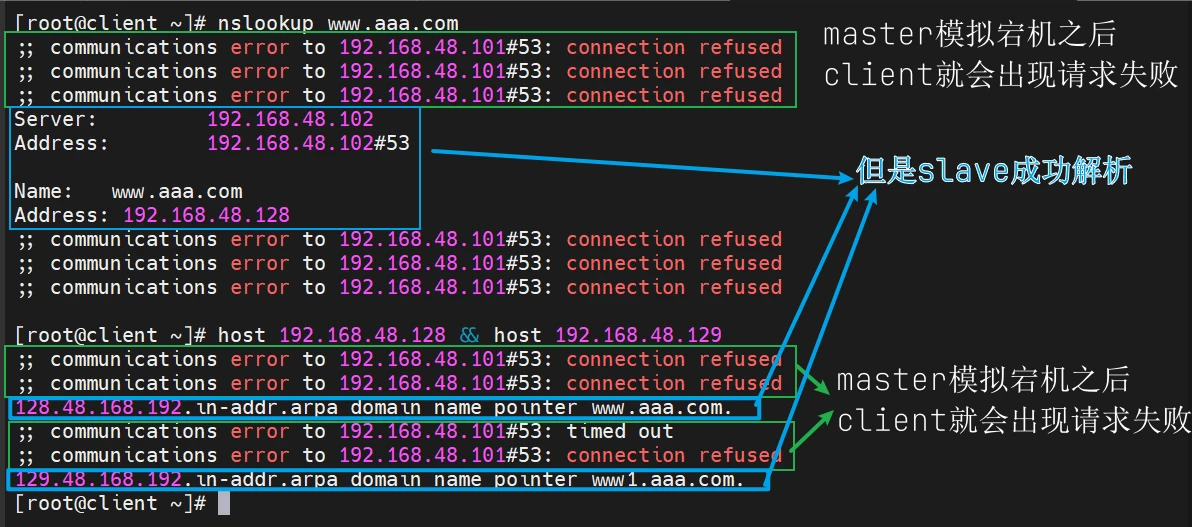 [root@client ~]# nslookup www.aaa.com
;; communications error to 192.168.48.101#53: connection refused
;; communications error to 192.168.48.101#53: connection refused
;; communications error to 192.168.48.101#53: connection refused
master模拟宕机之后
client就会出现请求失败
Server: 192.168.48.102
Address: 192.168.48.102#53
但是slave成功解析
Name: www.aaa.com
Address: 192.168.48.128
;; communications error to 192.168.48.101#53: connection refused
;; communications error to 192.168.48.101#53: connection refused
;; communications error to 192.168.48.101#53: connection refused
[root@client ~]# host 192.168.48.128 && host 192.168.48.129
;; communications error to 192.168.48.101#53: connection refused
;; communications error to 192.168.48.101#53: connection refused
128.48.168.192.in-addr.arpa domain name pointer www.aaa.com.
;; communications error to 192.168.48.101#53: timed out
;; communications error to 192.168.48.101#53: connection refused
129.48.168.192.in-addr.arpa domain name pointer www1.aaa.com.
master模拟宕机之后
client就会出现请求失败
[root@client ~]#